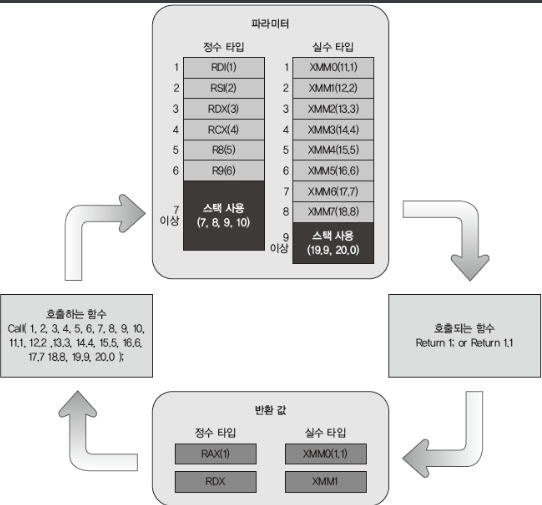 파라미터
정수 타입
실수 타입
1 RDI(1)
2 RSI(2)
3 RDX(3)
4 RCX(4)
5 R8(5)
6 R9(6)
7 이상
스택 사용
(7, 8, 9, 10)
1 XMM0(11.1)
2 XMM1(12.2)
3 XMM2(13.3)
4 XMM3(14.4)
5 XMM4(15.5)
6 XMM5(16.6)
7 XMM6(17.7)
8 XMM7(18.8)
9 이상
스택 사용
(19.9, 20.0)
호출하는 함수
Call( 1, 2, 3, 4, 5, 6, 7, 8, 9, 10,
11.1, 12.2 ,13.3, 14.4, 15.5, 16.6,
17.7 18.8, 19.9, 20.0 );
호출되는 함수
Return 1; or Return 1.1
반환 값
정수 타입
실수 타입
RAX(1)
XMM0(1.1)
RDX
XMM1